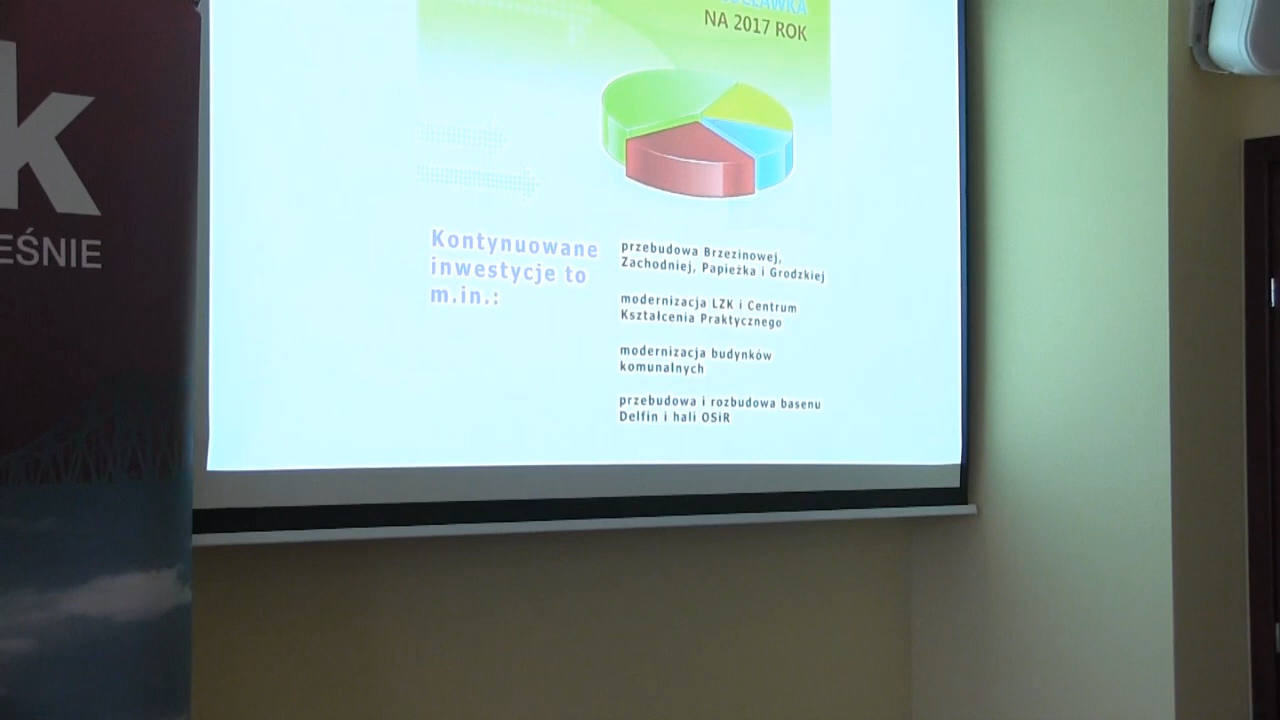 k
EŚNIE
NA 2017 ROK
Kontynuowane
inwestycje to
m.in.:
przebudowa Brzezinowej,
Zachodniej, Papieżka i Grodzkiej
modernizacja LZK i Centrum
Kształcenia Praktycznego
modernizacja budynków
komunalnych
przebudowa i rozbudowa basenu
Delfin i hali OSiR